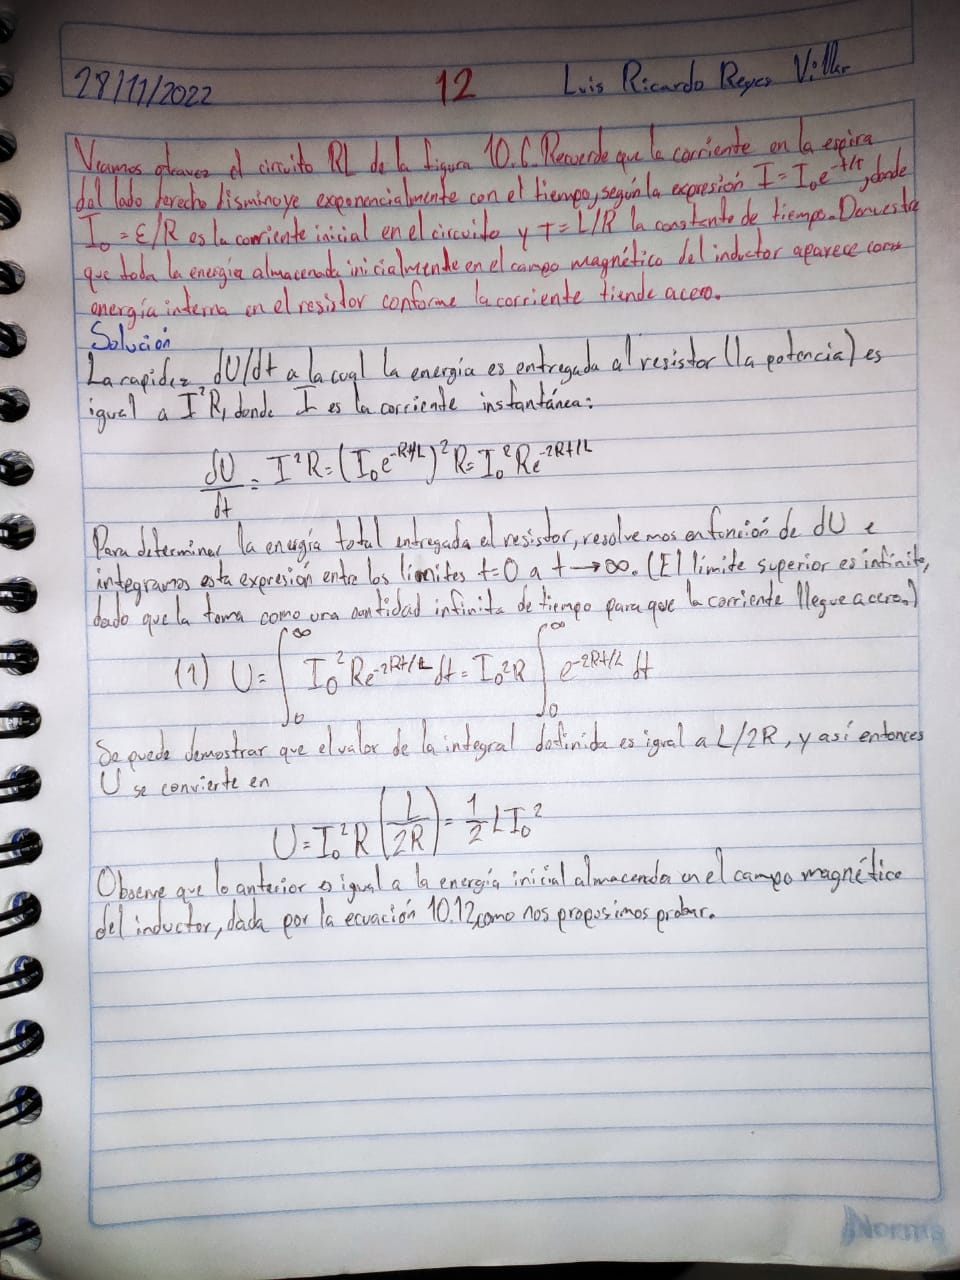 28/11/2022 12 Luis Ricardo Reyes Villar
Veamos otravez el circuito RL de la figura 10.6. Recuerde que la corriente en la espira
del lado derecho disminuye exponencialmente con el tiempo, según la expresión I = I₀e^(-t/τ), donde
I₀ = ε/R es la corriente inicial en el circuito y τ = L/R la constante de tiempo. Demuestre
que toda la energía almacenada inicialmente en el campo magnético del inductor aparece como
energía interna en el resistor conforme la corriente tiende a cero.
Solución
La rapidez dU/dt a la cual la energía es entregada al resistor (la potencia) es
igual a I²R, donde I es la corriente instantánea:
dU/dt = I²R = (I₀e^(-Rt/L))²R = I₀²Re^(-2Rt/L)
Para determinar la energía total entregada al resistor, resolvemos en función de dU e
integramos esta expresión entre los límites t=0 a t→∞. (El límite superior es infinito,
dado que la toma como una cantidad infinita de tiempo para que la corriente llegue a cero.)
(1) U = ∫₀^∞ I₀²Re^(-2Rt/L) dt = I₀²R ∫₀^∞ e^(-2Rt/L) dt
Se puede demostrar que el valor de la integral definida es igual a L/2R, y así entonces
U se convierte en
U = I₀²R (L/2R) = 1/2 LI₀²
Observe que lo anterior es igual a la energía inicial almacenda en el campo magnético
del inductor, dada por la ecuación 10.12, como nos propusimos probar.
Norma